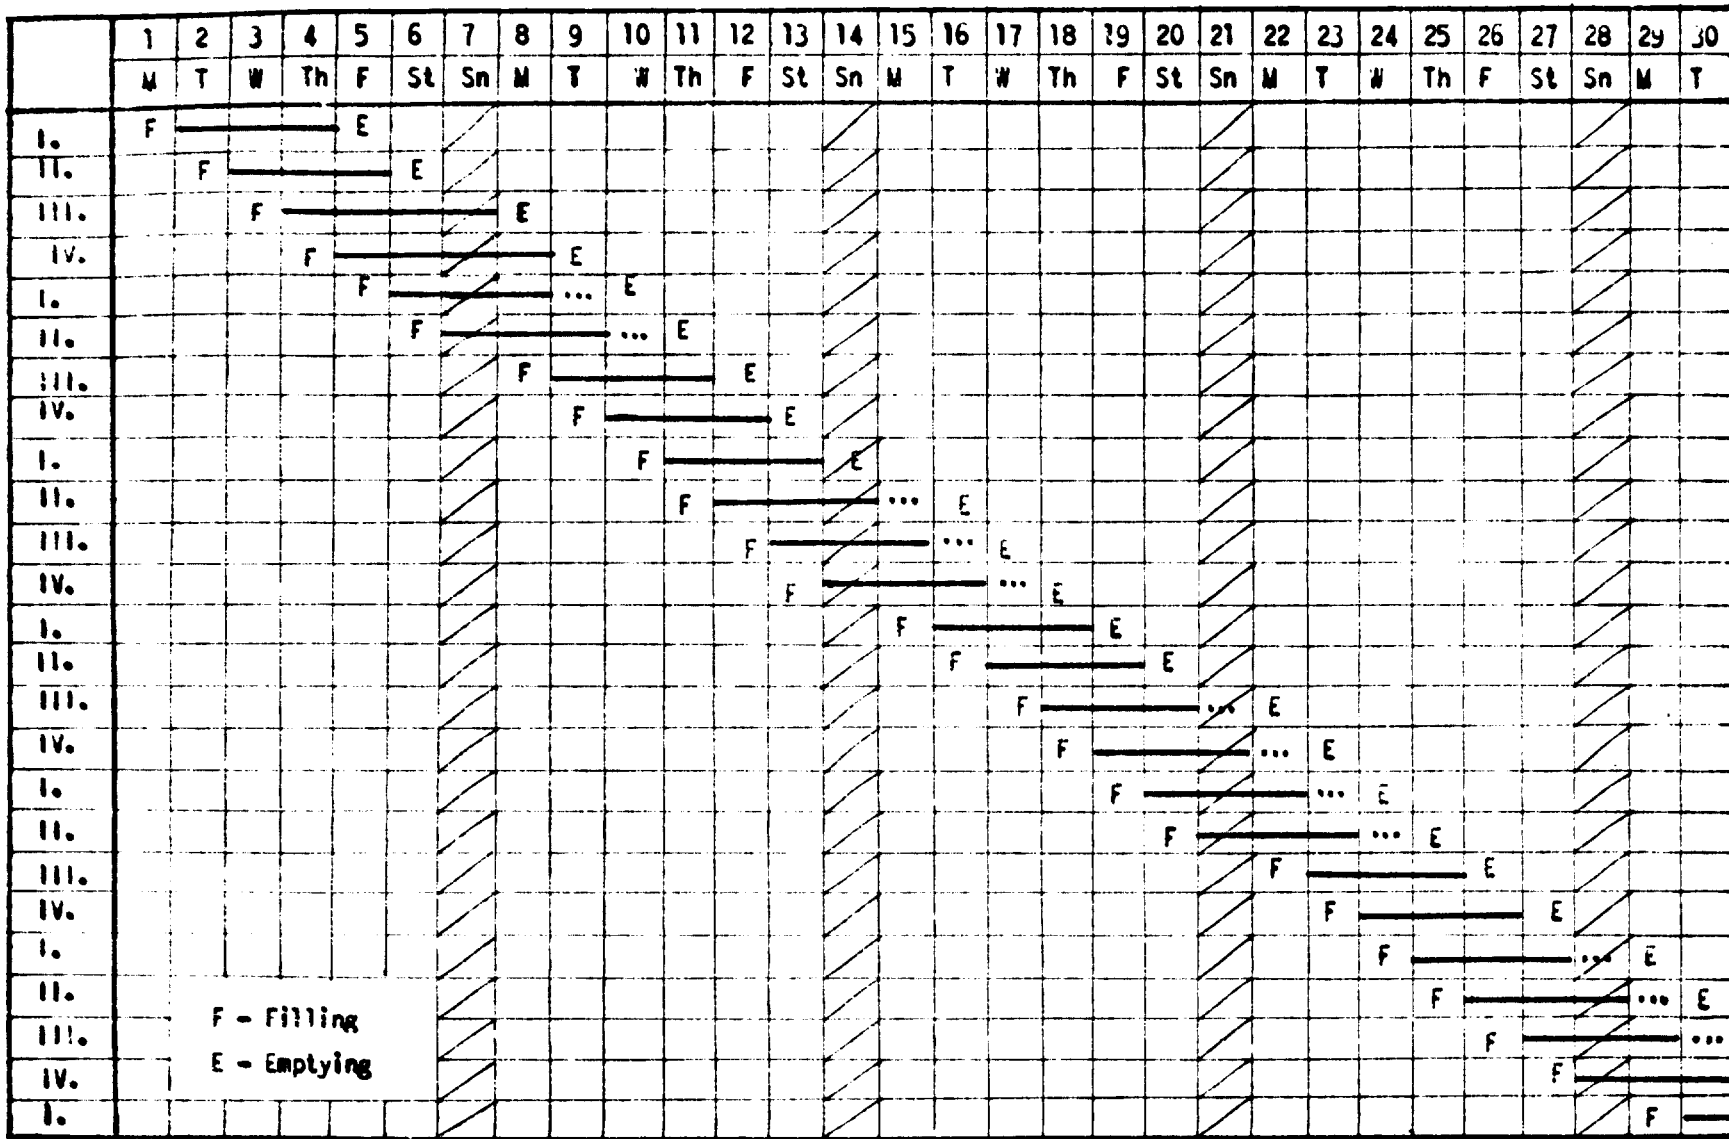 1 2 3 4 5 6 7 8 9 10 11 12 13 14 15 16 17 18 19 20 21 22 23 24 25 26 27 28 29 30
M T W Th F St Sn M T W Th F St Sn M T W Th F St Sn M T W Th F St Sn M T
I. F E
II. F E
III. F E
IV. F E
I. F ... E
II. F ... E
III. F E
IV. F E
I. F E
II. F ... E
III. F ... E
IV. F ... E
I. F E
II. F E
III. F ... E
IV. F ... E
I. F ... E
II. F ... E
III. F E
IV. F E
I. F ... E
II. F ... E
III. F ...
IV. F
I. F
F - Filling
E - Emptying